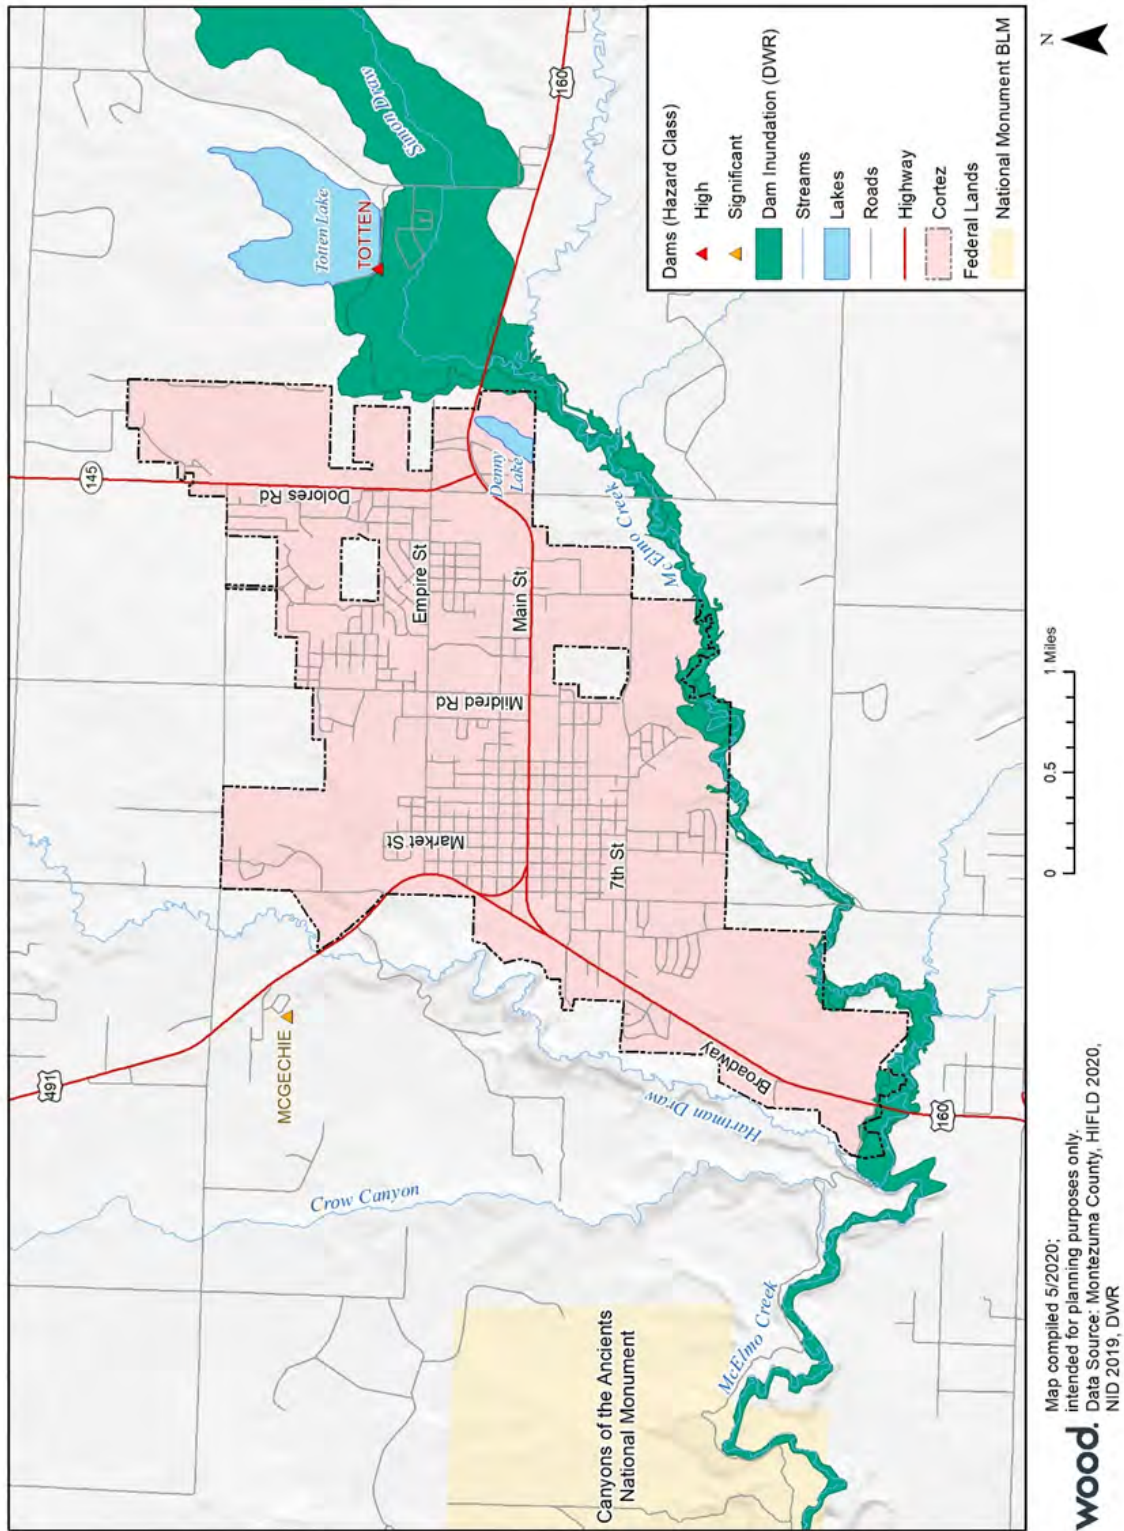 491
145
MCGECHIE
Crow Canyon
Dolores Rd
Totten Lake
TOTTEN
Simon Draw
Market St
Empire St
Mildred Rd
Main St
Denny
Lake
160
Hartman Draw
Broadway
7th St
McElmo Creek
Canyons of the Ancients
National Monument
McElmo Creek
160
Dams (Hazard Class)
High
Significant
Dam Inundation (DWR)
Streams
Lakes
Roads
Highway
Cortez
Federal Lands
National Monument BLM
wood.
Map compiled 5/2020;
intended for planning purposes only.
Data Source: Montezuma County, HIFLD 2020,
NID 2019, DWR
0 0.5 1 Miles
N